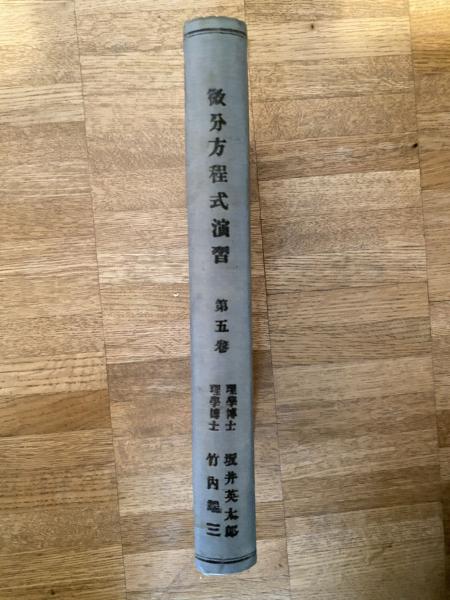 微分方程式演習
第五巻
理學博士 坂井英太郎
理學博士 竹内端三